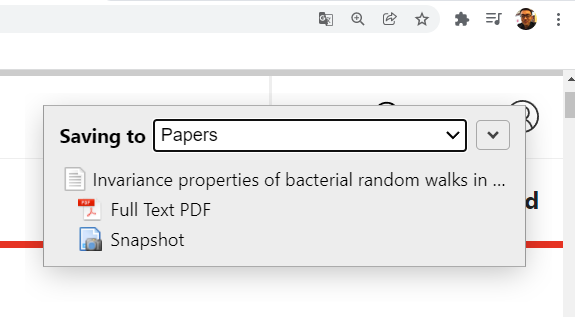 Saving to Papers
Invariance properties of bacterial random walks in ...
PDF Full Text PDF
Snapshot
d